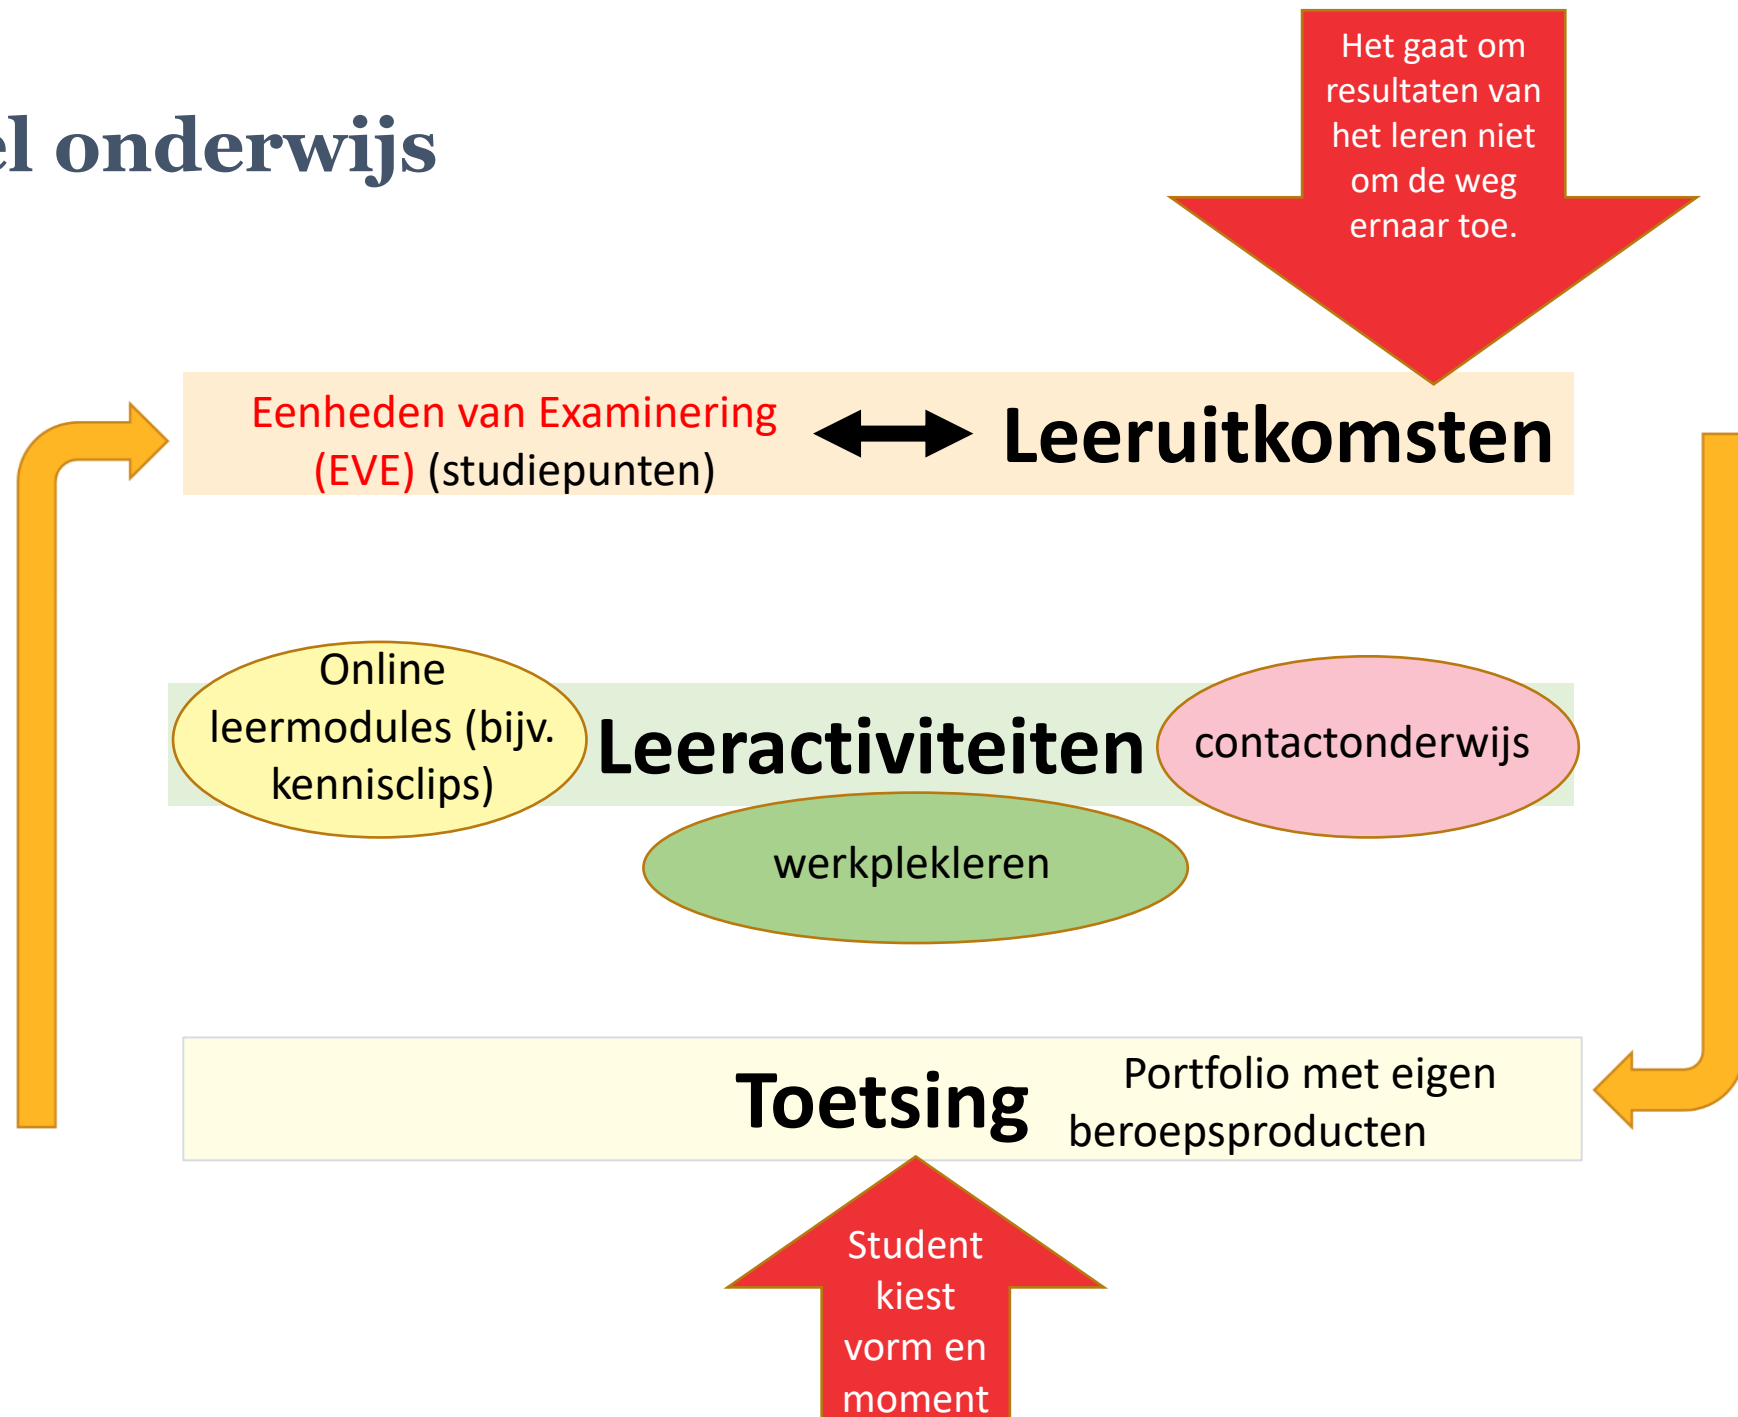 el onderwijs
Het gaat om
resultaten van
het leren niet
om de weg
ernaar toe.
Eenheden van Examinering
(EVE) (studiepunten)
Leeruitkomsten
Online
leermodules (bijv.
kennisclips)
Leeractiviteiten
contactonderwijs
werkplekleren
Toetsing
Portfolio met eigen
beroepsproducten
Student
kiest
vorm en
moment